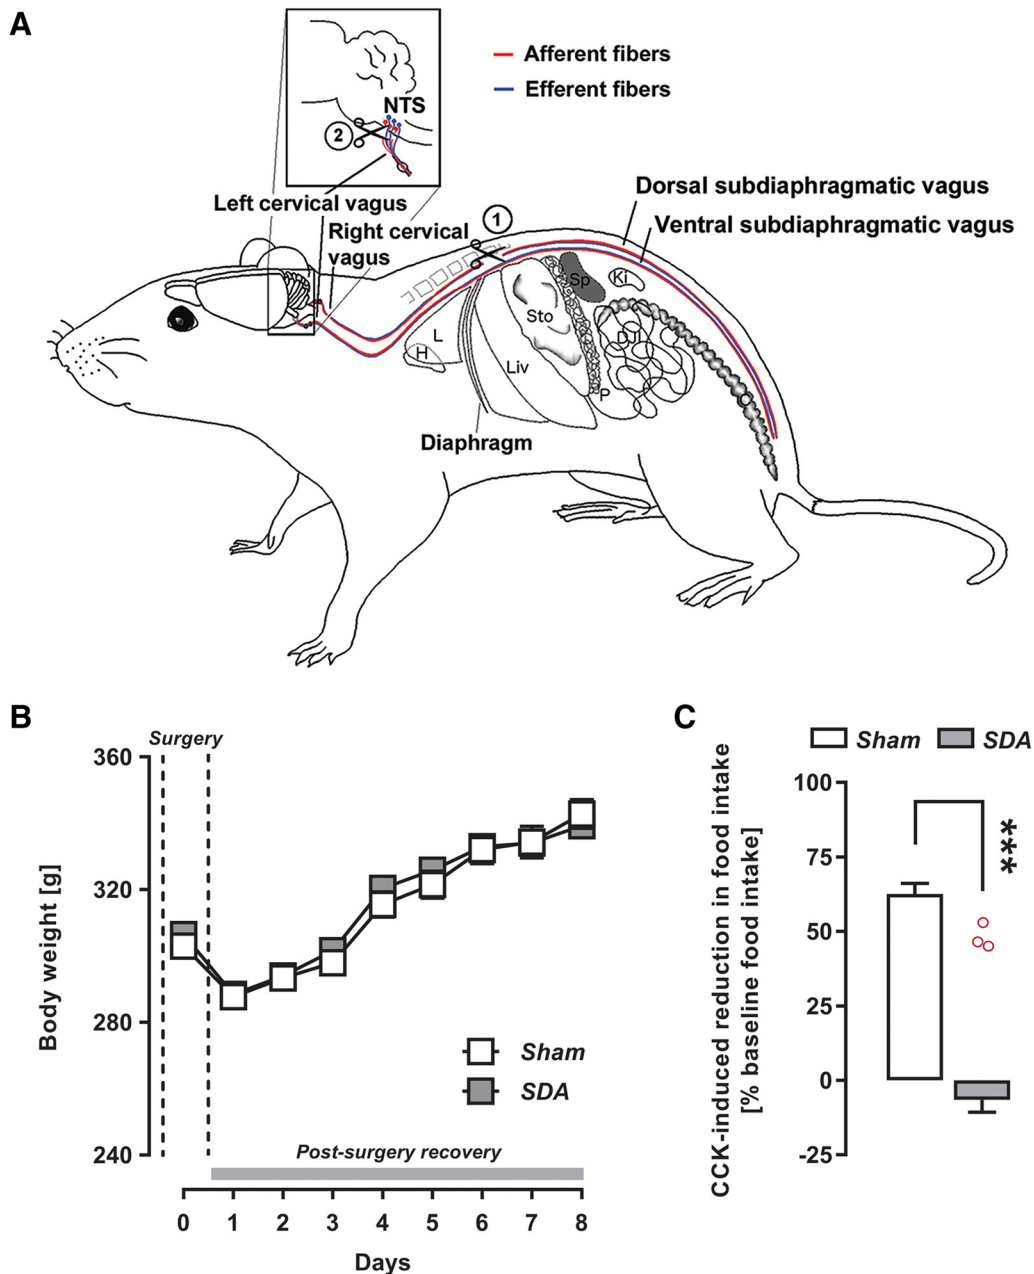 A
Afferent fibers
Efferent fibers
NTS
2
Left cervical vagus
Right cervical
vagus
1
Dorsal subdiaphragmatic vagus
Ventral subdiaphragmatic vagus
Sp
Ki
Sto
L
H
DJI
Liv
P
Diaphragm
B
Surgery
360
320
280
240
Body weight [g]
Sham
SDA
Post-surgery recovery
0 1 2 3 4 5 6 7 8
Days
C
Sham SDA
CCK-induced reduction in food intake
[% baseline food intake]
100
75
50
25
0
-25
***